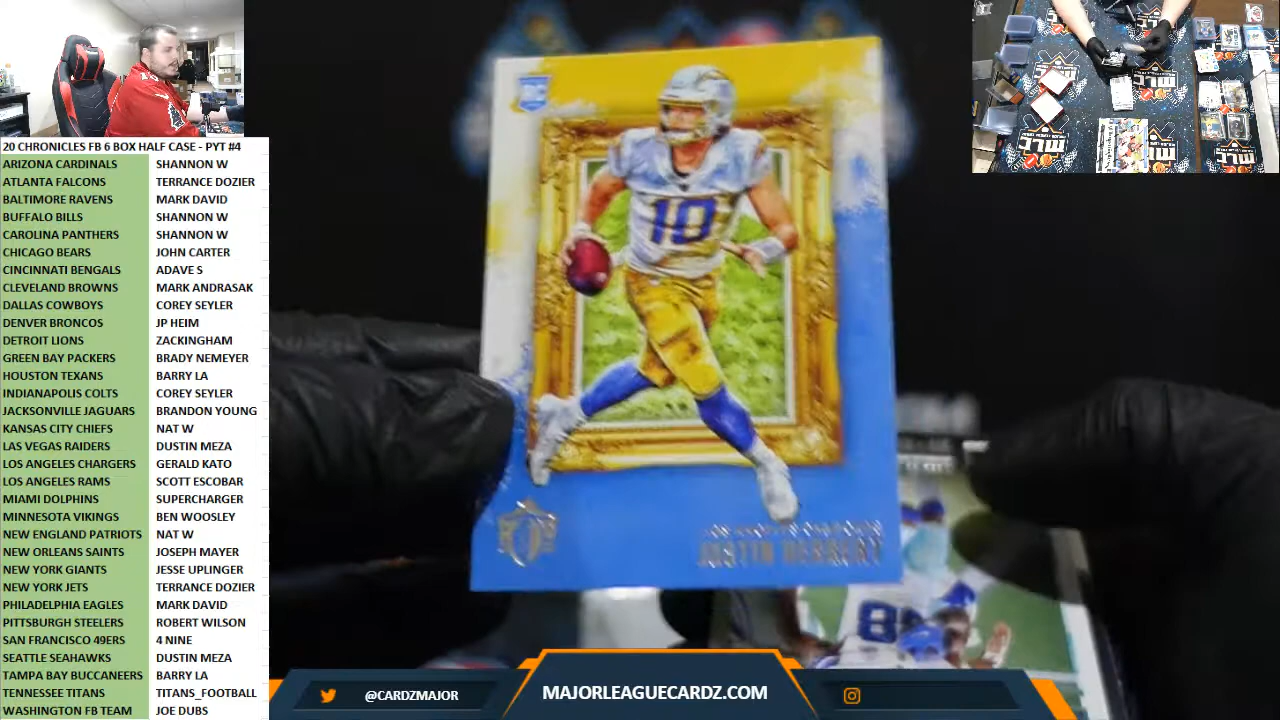 20 CHRONICLES FB 6 BOX HALF CASE - PYT #4
ARIZONA CARDINALS SHANNON W
ATLANTA FALCONS TERRANCE DOZIER
BALTIMORE RAVENS MARK DAVID
BUFFALO BILLS SHANNON W
CAROLINA PANTHERS SHANNON W
CHICAGO BEARS JOHN CARTER
CINCINNATI BENGALS ADAVE S
CLEVELAND BROWNS MARK ANDRASAK
DALLAS COWBOYS COREY SEYLER
DENVER BRONCOS JP HEIM
DETROIT LIONS ZACKINGHAM
GREEN BAY PACKERS BRADY NEMEYER
HOUSTON TEXANS BARRY LA
INDIANAPOLIS COLTS COREY SEYLER
JACKSONVILLE JAGUARS BRANDON YOUNG
KANSAS CITY CHIEFS NAT W
LAS VEGAS RAIDERS DUSTIN MEZA
LOS ANGELES CHARGERS GERALD KATO
LOS ANGELES RAMS SCOTT ESCOBAR
MIAMI DOLPHINS SUPERCHARGER
MINNESOTA VIKINGS BEN WOOSLEY
NEW ENGLAND PATRIOTS NAT W
NEW ORLEANS SAINTS JOSEPH MAYER
NEW YORK GIANTS JESSE UPLINGER
NEW YORK JETS TERRANCE DOZIER
PHILADELPHIA EAGLES MARK DAVID
PITTSBURGH STEELERS ROBERT WILSON
SAN FRANCISCO 49ERS 4 NINE
SEATTLE SEAHAWKS DUSTIN MEZA
TAMPA BAY BUCCANEERS BARRY LA
TENNESSEE TITANS TITANS_FOOTBALL
WASHINGTON FB TEAM JOE DUBS
RC
10
LOS ANGELES CHARGERS
JUSTIN HERBERT
MLC
@CARDZMAJOR
MAJORLEAGUECARDZ.COM